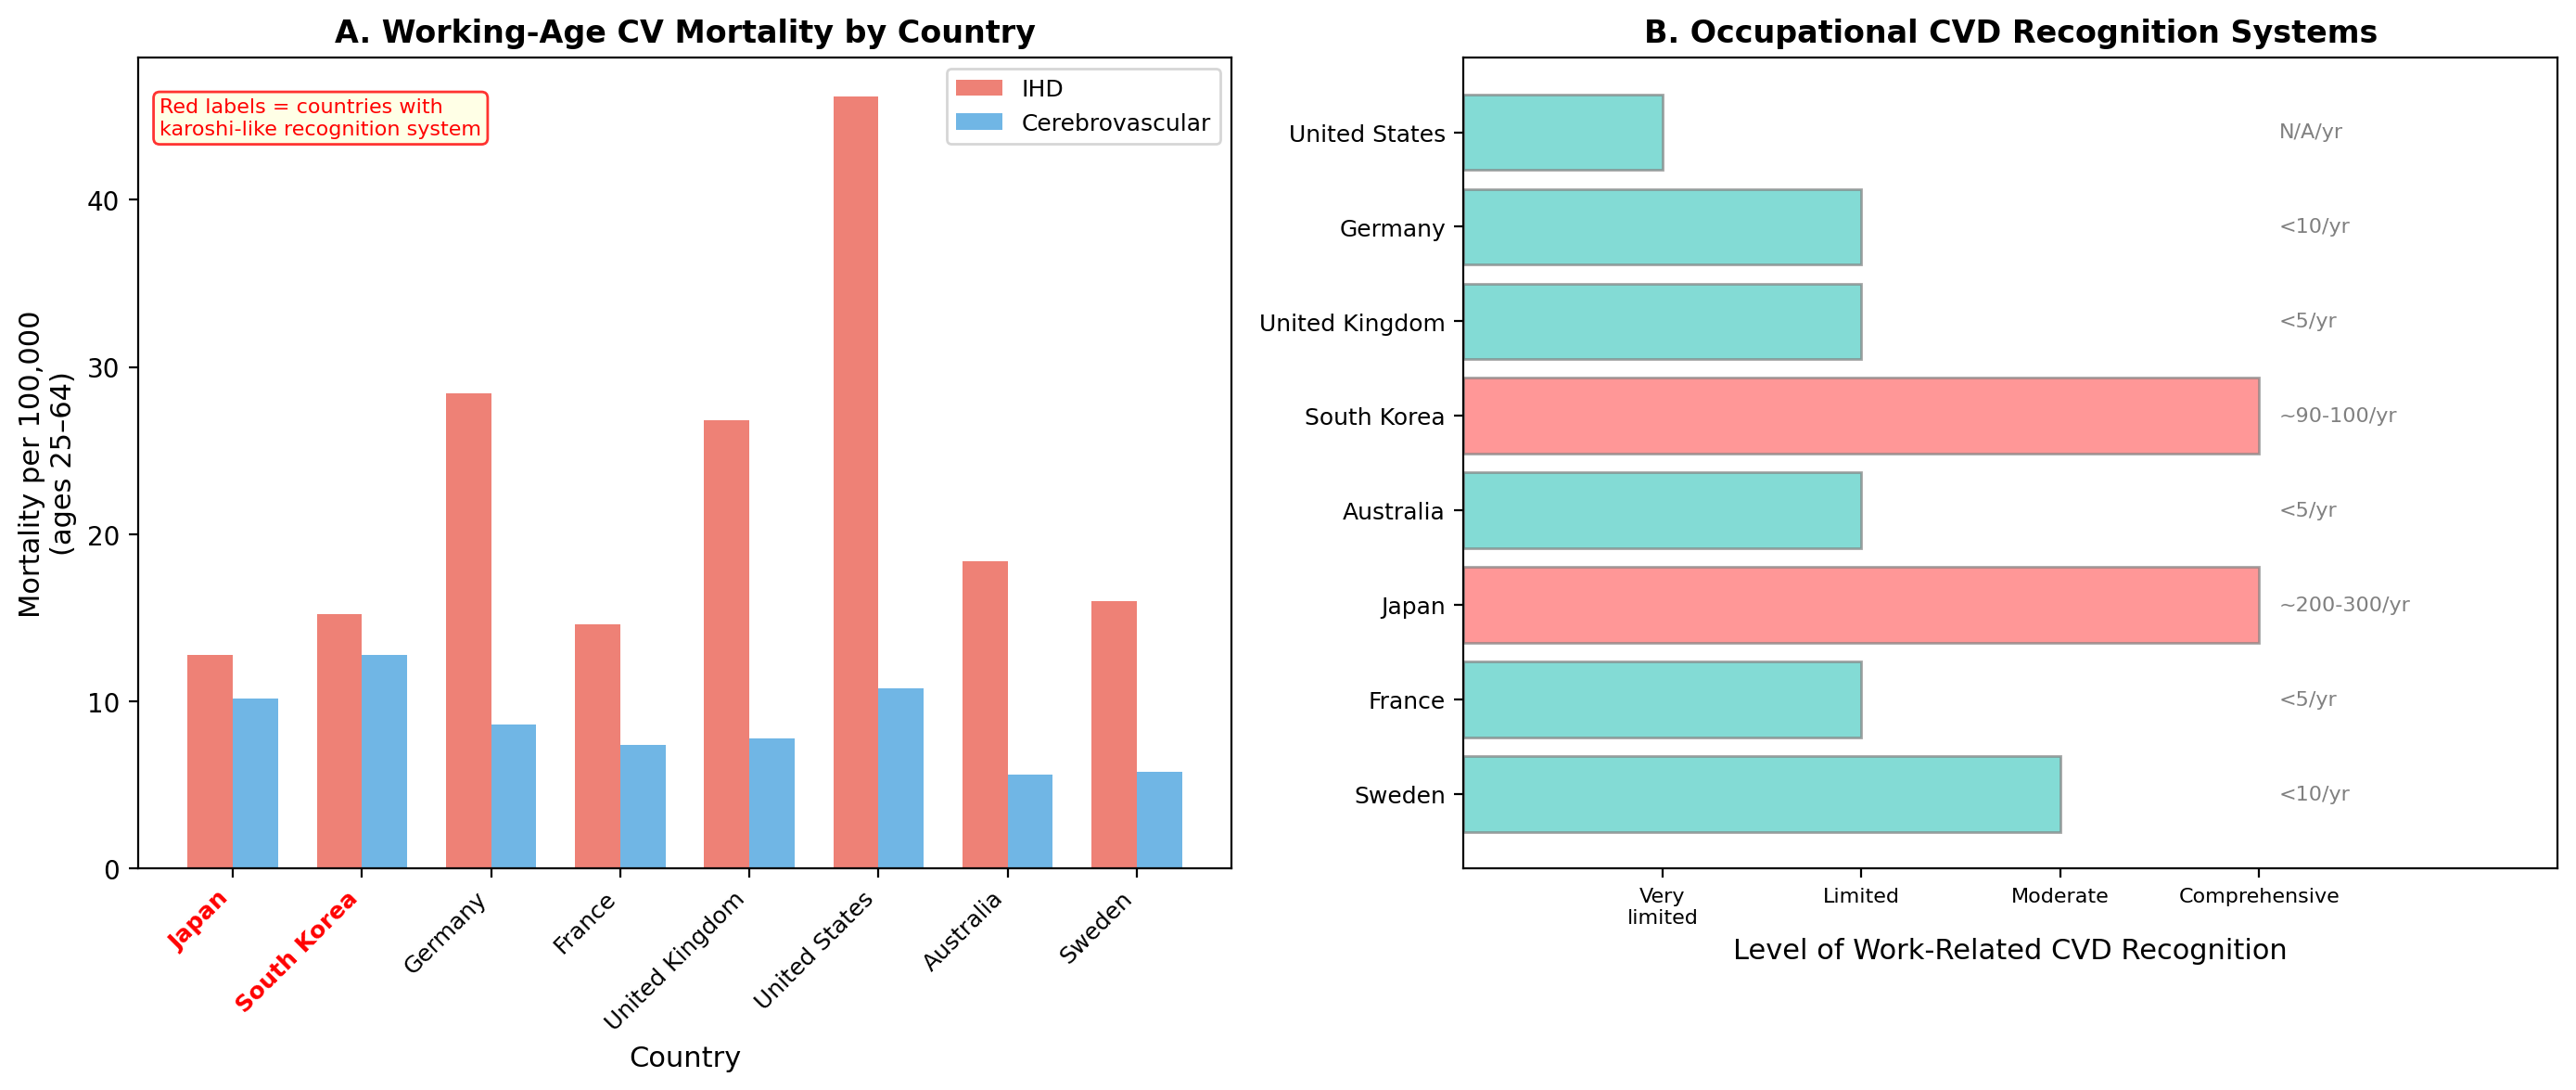 A. Working-Age CV Mortality by Country
Red labels = countries with
karoshi-like recognition system
IHD
Cerebrovascular
Mortality per 100,000
(ages 25–64)
40
30
20
10
0
Japan
South Korea
Germany
France
United Kingdom
United States
Australia
Sweden
Country
B. Occupational CVD Recognition Systems
United States
N/A/yr
Germany
<10/yr
United Kingdom
<5/yr
South Korea
~90-100/yr
Australia
<5/yr
Japan
~200-300/yr
France
<5/yr
Sweden
<10/yr
Very
limited
Limited
Moderate
Comprehensive
Level of Work-Related CVD Recognition